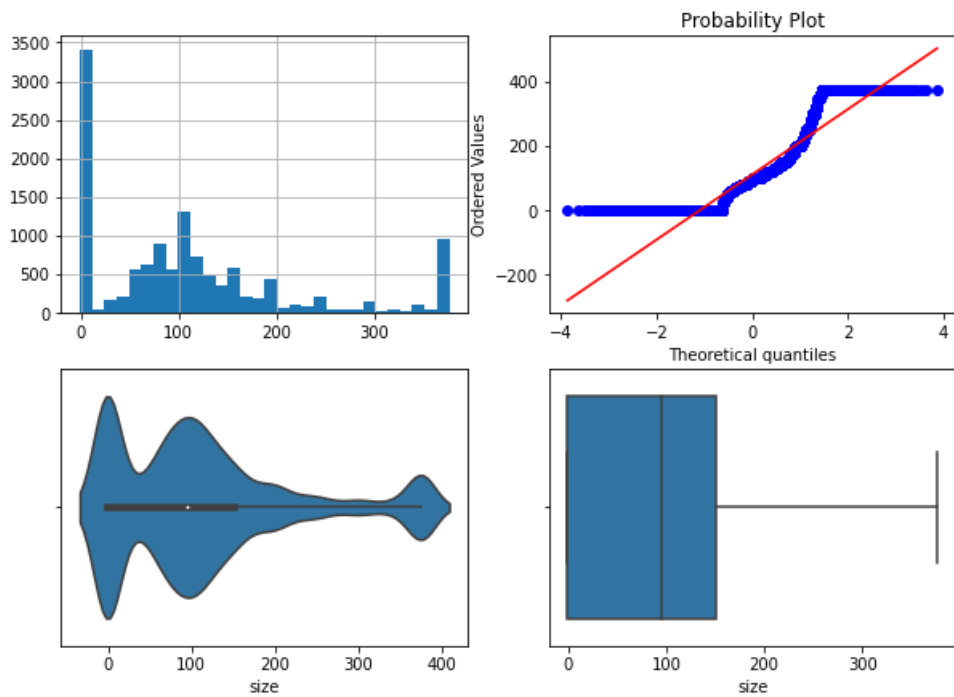 3500
3000
2500
2000
1500
1000
500
0
0 100 200 300
Probability Plot
Ordered Values
400
200
0
−200
−4 −2 0 2 4
Theoretical quantiles
0 100 200 300 400
size
0 100 200 300
size